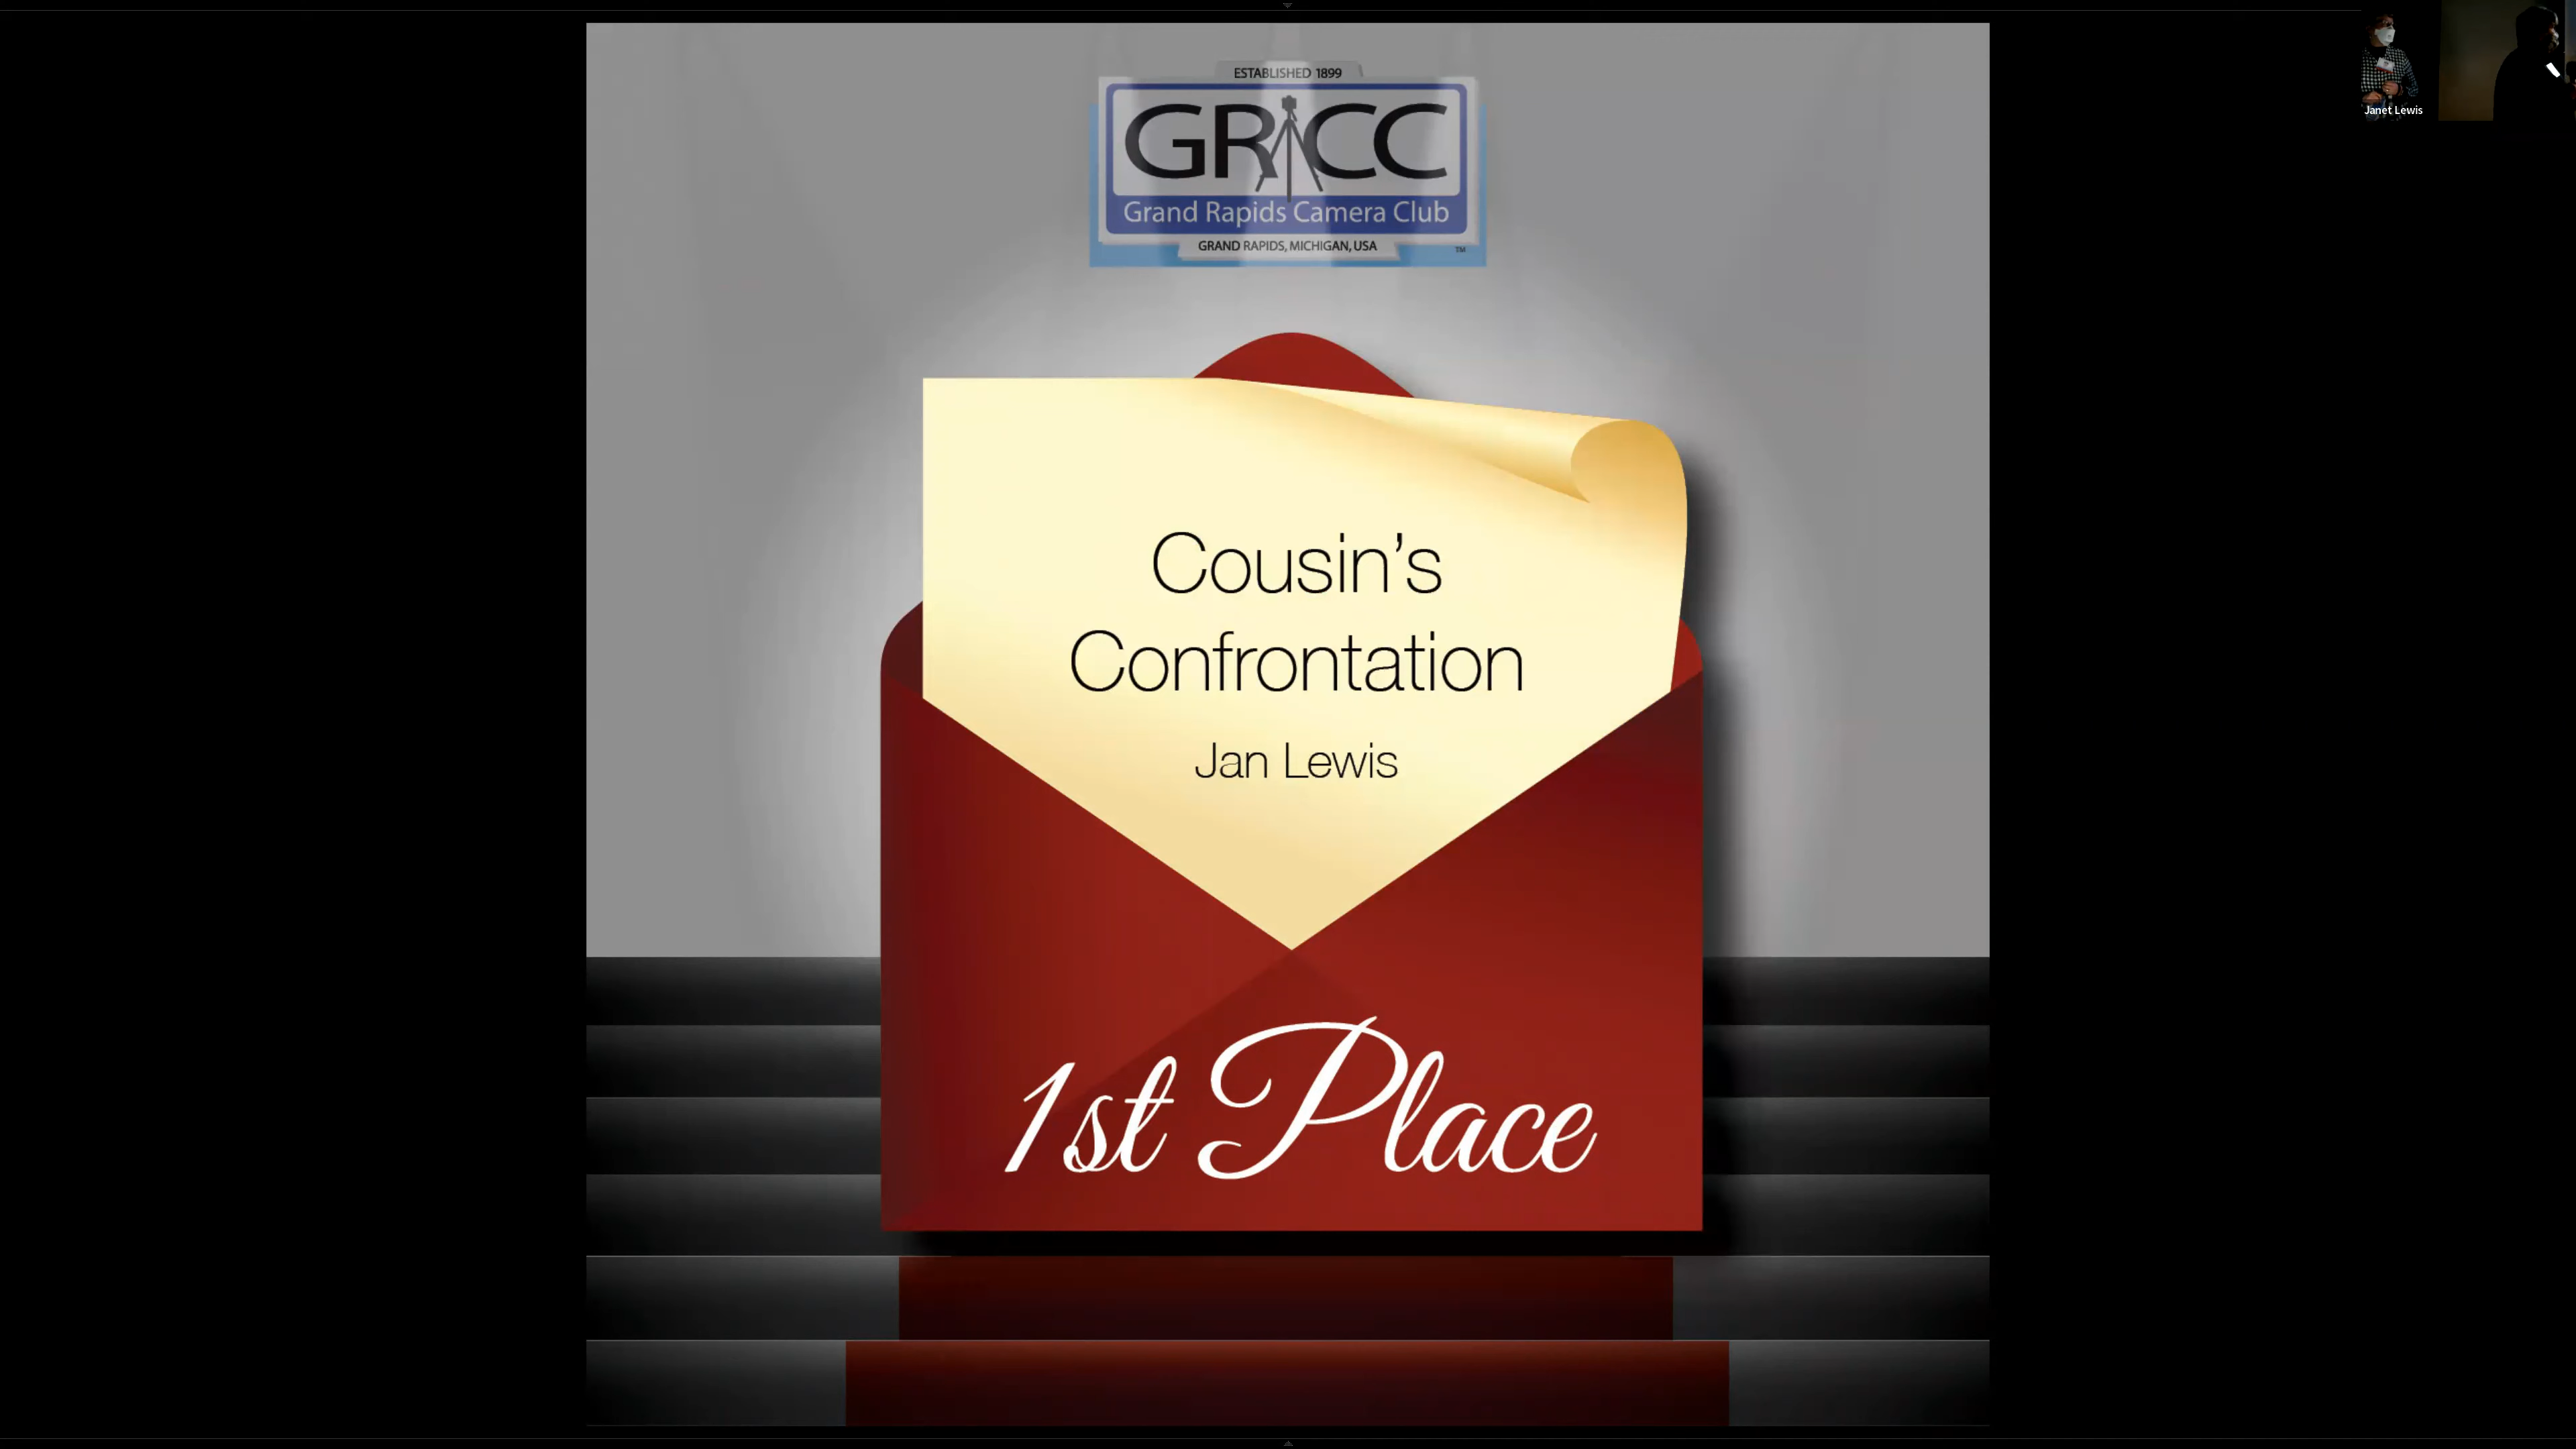 ESTABLISHED 1899
GRCC
Grand Rapids Camera Club
GRAND RAPIDS, MICHIGAN, USA
TM
Cousin’s
Confrontation
Jan Lewis
1st Place
Janet Lewis